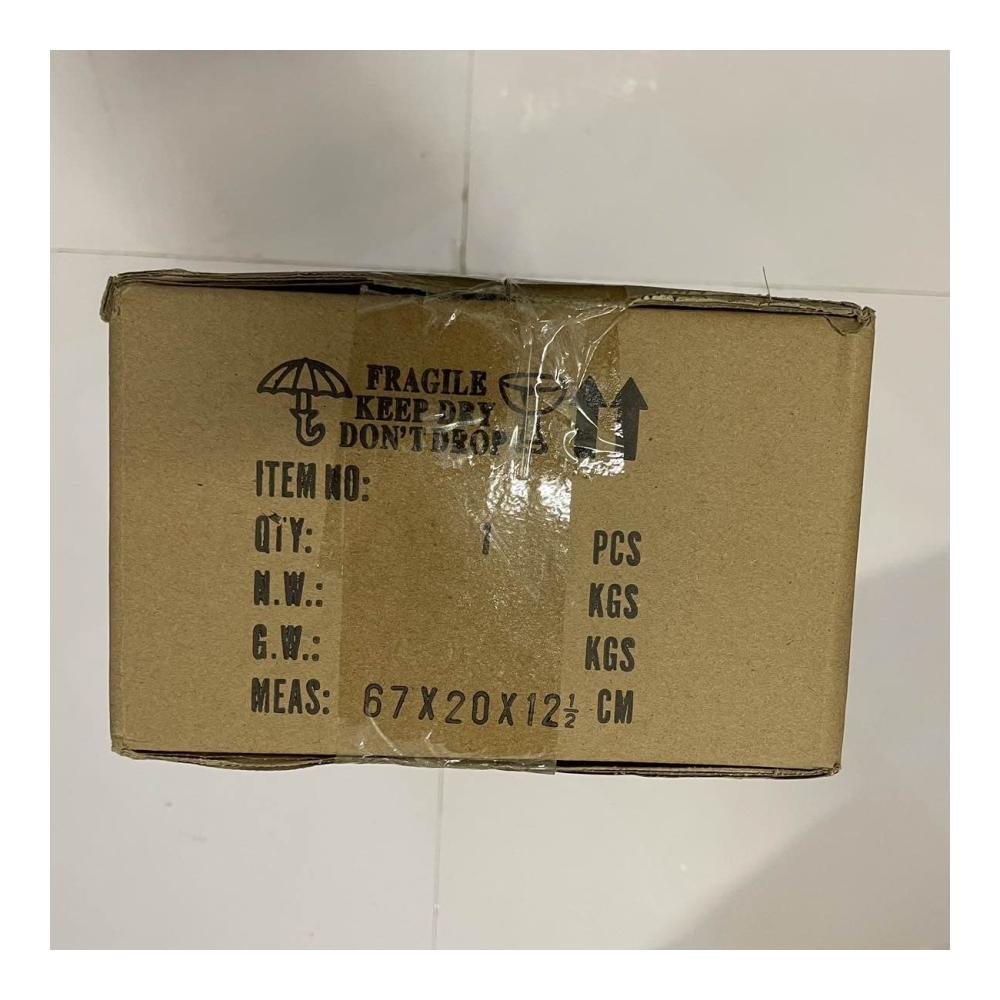 FRAGILE
KEEP DRY
DON'T DROP
ITEM NO:
QTY: 1 PCS
N.W.: KGS
G.W.: KGS
MEAS: 67X20X12½ CM